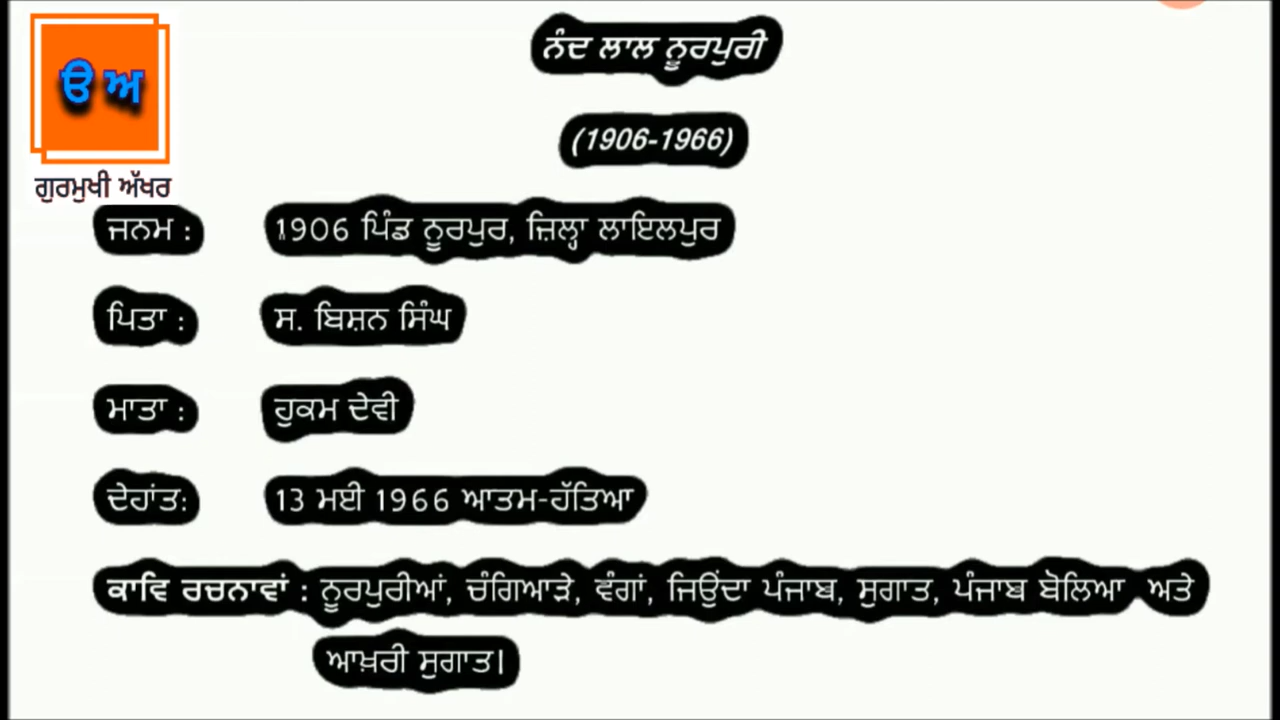 ੳ ਅ
ਗੁਰਮੁਖੀ ਅੱਖਰ
ਨੰਦ ਲਾਲ ਨੂਰਪੁਰੀ
(1906-1966)
ਜਨਮ : 1906 ਪਿੰਡ ਨੂਰਪੁਰ, ਜ਼ਿਲ੍ਹਾ ਲਾਇਲਪੁਰ
ਪਿਤਾ : ਸ. ਬਿਸ਼ਨ ਸਿੰਘ
ਮਾਤਾ : ਹੁਕਮ ਦੇਵੀ
ਦੇਹਾਂਤ: 13 ਮਈ 1966 ਆਤਮ-ਹੱਤਿਆ
ਕਾਵਿ ਰਚਨਾਵਾਂ : ਨੂਰਪੁਰੀਆਂ, ਚੰਗਿਆੜੇ, ਵੰਗਾਂ, ਜਿਉਂਦਾ ਪੰਜਾਬ, ਸੁਗਾਤ, ਪੰਜਾਬ ਬੋਲਿਆ ਅਤੇ
ਆਖ਼ਰੀ ਸੁਗਾਤ।